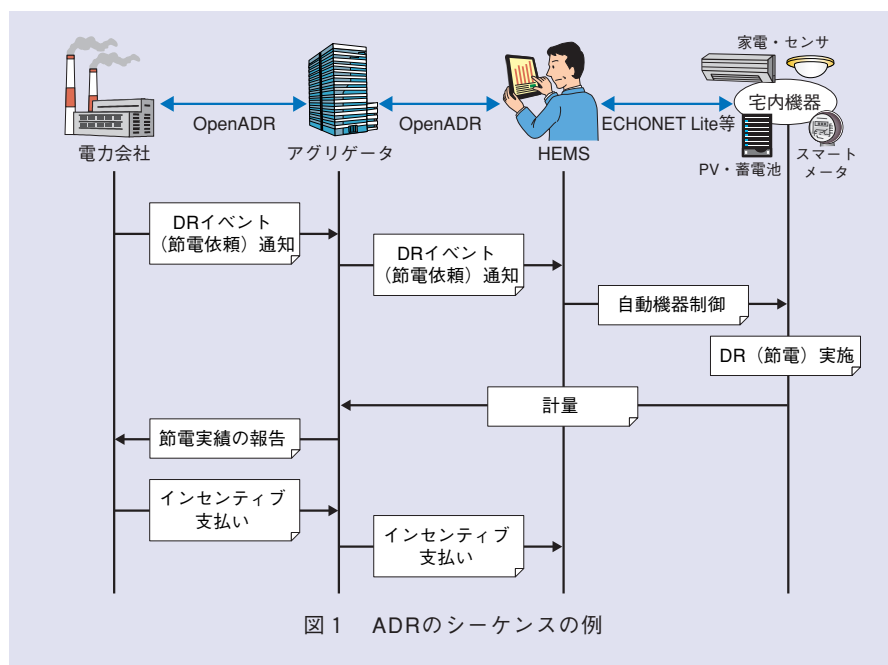 家電・センサ
宅内機器
OpenADR
OpenADR
ECHONET Lite等
電力会社
アグリゲータ
HEMS
PV・蓄電池
スマート
メータ
DRイベント
（節電依頼）通知
DRイベント
（節電依頼）通知
自動機器制御
DR（節電）実施
計量
節電実績の報告
インセンティブ
支払い
インセンティブ
支払い
図1　ADRのシーケンスの例